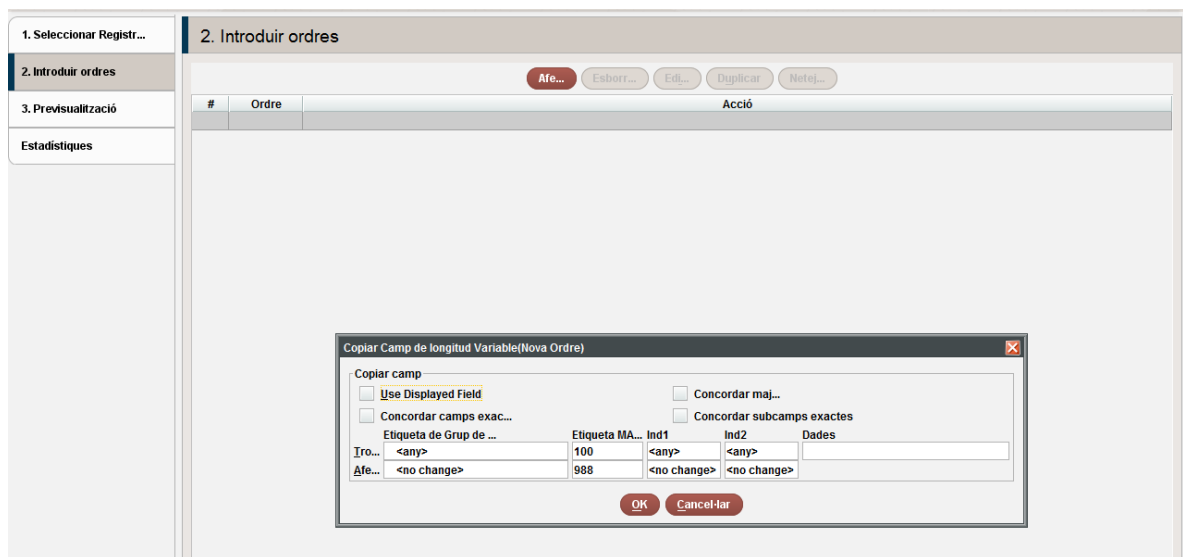 1. Seleccionar Registr...
2. Introduir ordres
3. Previsualització
Estadístiques
2. Introduir ordres
Afe... Esborr... Edi... Duplicar Netej...
# Ordre Acció
Copiar Camp de longitud Variable(Nova Ordre)
Copiar camp
Use Displayed Field Concordar maj...
Concordar camps exac... Concordar subcamps exactes
Etiqueta de Grup de ... Etiqueta MA... Ind1 Ind2 Dades
Tro... <any> 100 <any> <any>
Afe... <no change> 988 <no change> <no change>
OK Cancel·lar